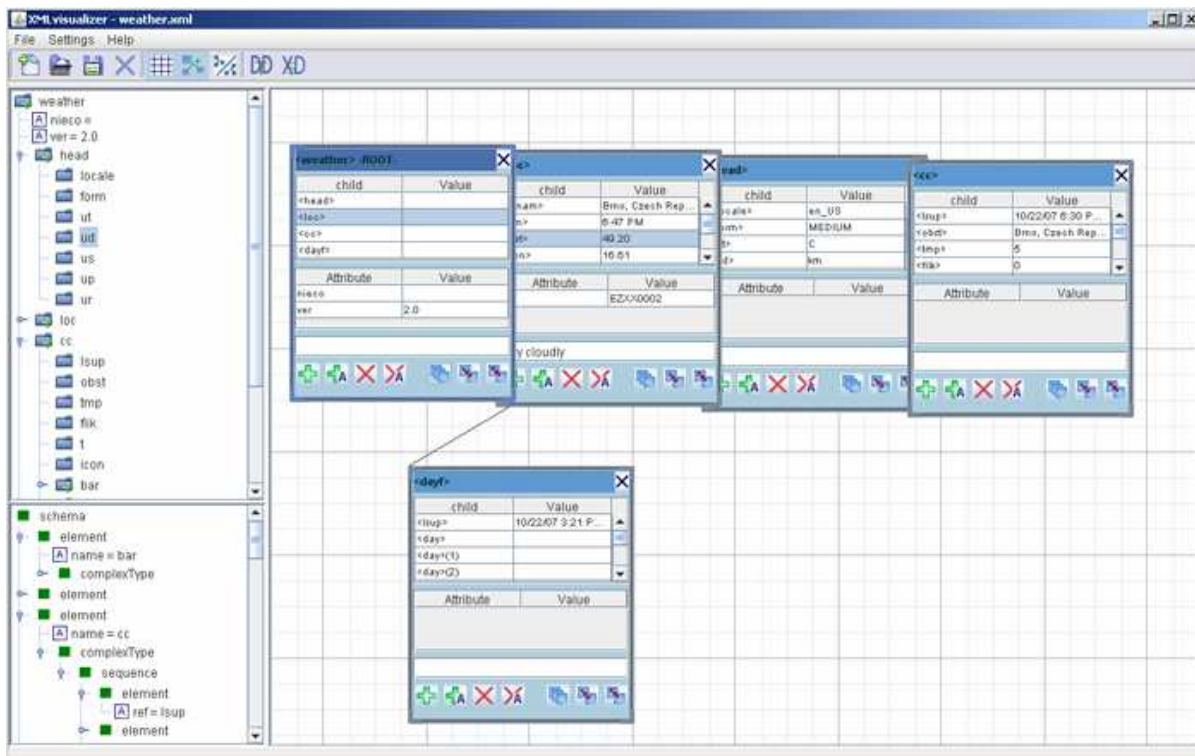 XMLvisualizer - weather.xml
File Settings Help
DiD XD
weather
A nieco =
A ver = 2.0
head
locale
form
ut
ud
us
up
ur
loc
cc
lsup
obst
tmp
flik
t
icon
bar
schema
element
A name = bar
complexType
element
element
A name = cc
complexType
sequence
element
A ref = lsup
element
<weather> -ROOT-
child Value
<head>
<loc>
<cc>
<dayf>
Attribute Value
nieco
ver 2.0
c>
child Value
nam> Brno, Czech Rep...
6:47 PM
49.20
16.61
Attribute Value
EZXX0002
y cloudly
ead>
child Value
ocale> en_US
orm> MEDIUM
t> C
d> km
Attribute Value
<cc>
child Value
<lsup> 10/22/07 6:30 P...
<obst> Brno, Czech Rep...
<tmp> 5
<flik> 0
Attribute Value
<dayf>
child Value
<lsup> 10/22/07 3:21 P...
<day>
<day>(1)
<day>(2)
Attribute Value